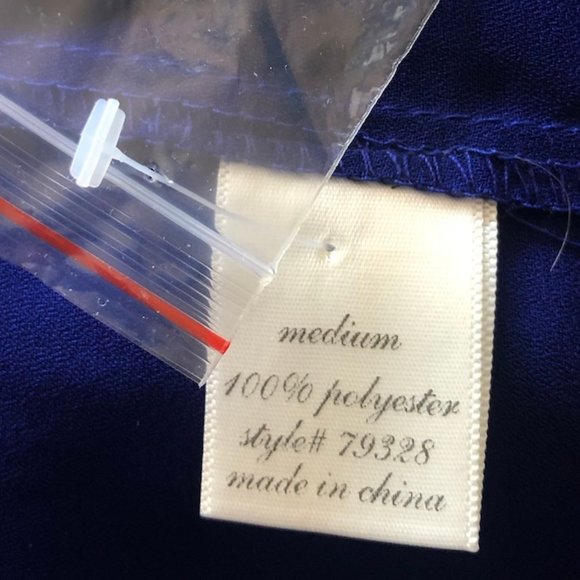 medium
100% polyester
style# 79328
made in china